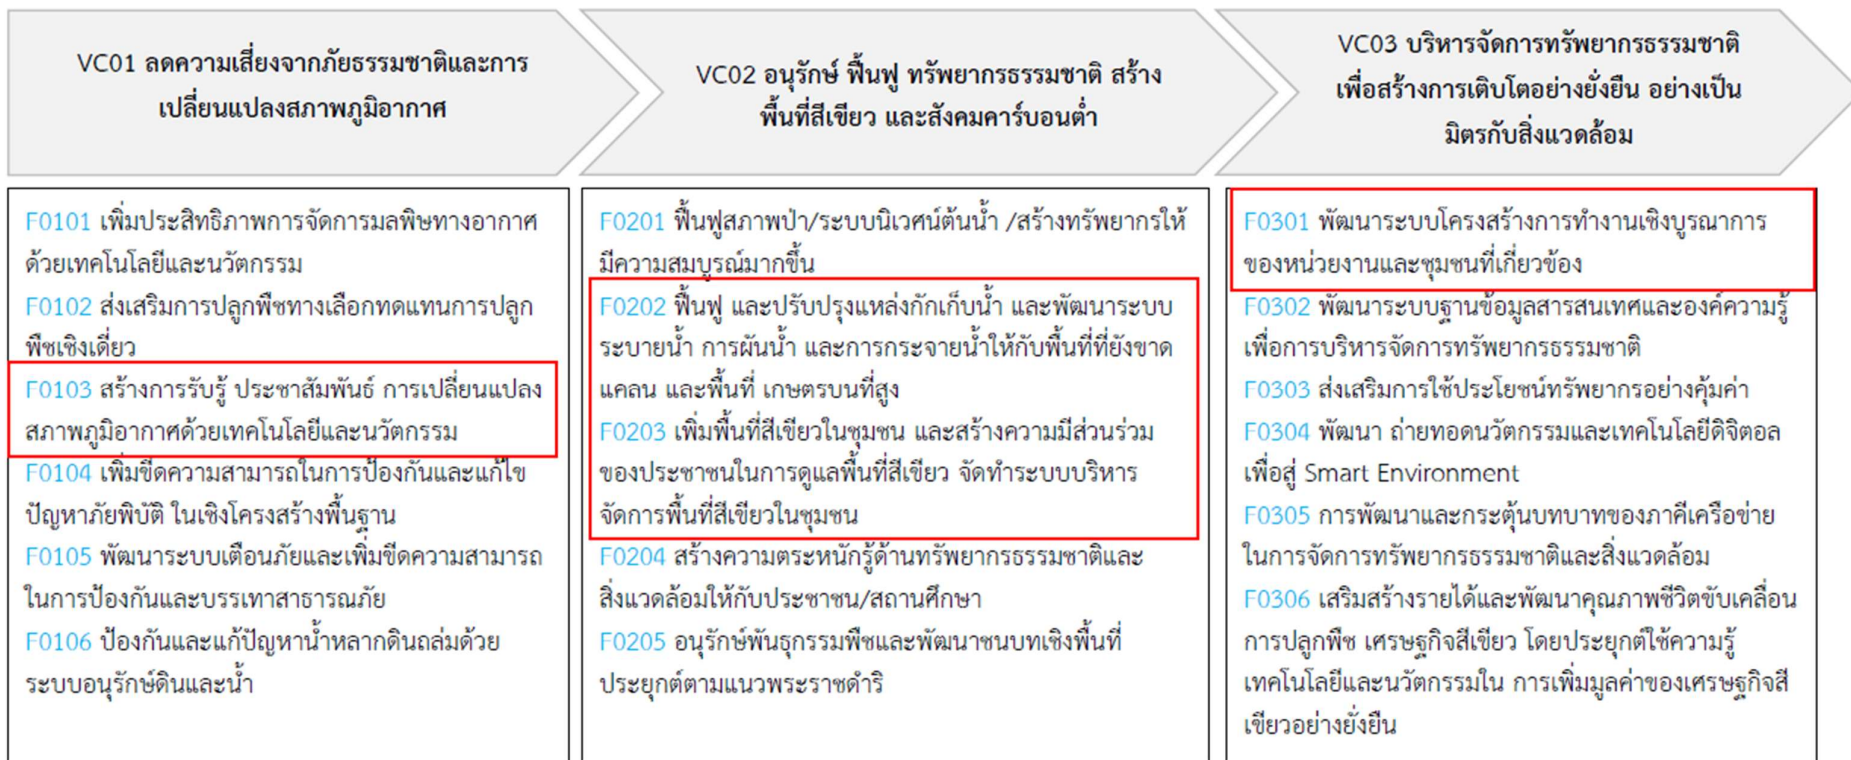 VC01 ลดความเสี่ยงจากภัยธรรมชาติและการ
เปลี่ยนแปลงสภาพภูมิอากาศ
VC02 อนุรักษ์ ฟื้นฟู ทรัพยากรธรรมชาติ สร้าง
พื้นที่สีเขียว และสังคมคาร์บอนต่ำ
VC03 บริหารจัดการทรัพยากรธรรมชาติ
เพื่อสร้างการเติบโตอย่างยั่งยืน อย่างเป็น
มิตรกับสิ่งแวดล้อม
F0101 เพิ่มประสิทธิภาพการจัดการมลพิษทางอากาศ
ด้วยเทคโนโลยีและนวัตกรรม
F0102 ส่งเสริมการปลูกพืชทางเลือกทดแทนการปลูก
พืชเชิงเดี่ยว
F0103 สร้างการรับรู้ ประชาสัมพันธ์ การเปลี่ยนแปลง
สภาพภูมิอากาศด้วยเทคโนโลยีและนวัตกรรม
F0104 เพิ่มขีดความสามารถในการป้องกันและแก้ไข
ปัญหาภัยพิบัติ ในเชิงโครงสร้างพื้นฐาน
F0105 พัฒนาระบบเตือนภัยและเพิ่มขีดความสามารถ
ในการป้องกันและบรรเทาสาธารณภัย
F0106 ป้องกันและแก้ปัญหาน้ำหลากดินถล่มด้วย
ระบบอนุรักษ์ดินและน้ำ
F0201 ฟื้นฟูสภาพป่า/ระบบนิเวศน์ต้นน้ำ /สร้างทรัพยากรให้
มีความสมบูรณ์มากขึ้น
F0202 ฟื้นฟู และปรับปรุงแหล่งกักเก็บน้ำ และพัฒนาระบบ
ระบายน้ำ การผันน้ำ และการกระจายน้ำให้กับพื้นที่ที่ยังขาด
แคลน และพื้นที่ เกษตรบนที่สูง
F0203 เพิ่มพื้นที่สีเขียวในชุมชน และสร้างความมีส่วนร่วม
ของประชาชนในการดูแลพื้นที่สีเขียว จัดทำระบบบริหาร
จัดการพื้นที่สีเขียวในชุมชน
F0204 สร้างความตระหนักรู้ด้านทรัพยากรธรรมชาติและ
สิ่งแวดล้อมให้กับประชาชน/สถานศึกษา
F0205 อนุรักษ์พันธุกรรมพืชและพัฒนาชนบทเชิงพื้นที่
ประยุกต์ตามแนวพระราชดำริ
F0301 พัฒนาระบบโครงสร้างการทำงานเชิงบูรณาการ
ของหน่วยงานและชุมชนที่เกี่ยวข้อง
F0302 พัฒนาระบบฐานข้อมูลสารสนเทศและองค์ความรู้
เพื่อการบริหารจัดการทรัพยากรธรรมชาติ
F0303 ส่งเสริมการใช้ประโยชน์ทรัพยากรอย่างคุ้มค่า
F0304 พัฒนา ถ่ายทอดนวัตกรรมและเทคโนโลยีดิจิตอล
เพื่อสู่ Smart Environment
F0305 การพัฒนาและกระตุ้นบทบาทของภาคีเครือข่าย
ในการจัดการทรัพยากรธรรมชาติและสิ่งแวดล้อม
F0306 เสริมสร้างรายได้และพัฒนาคุณภาพชีวิตขับเคลื่อน
การปลูกพืช เศรษฐกิจสีเขียว โดยประยุกต์ใช้ความรู้
เทคโนโลยีและนวัตกรรมใน การเพิ่มมูลค่าของเศรษฐกิจสี
เขียวอย่างยั่งยืน